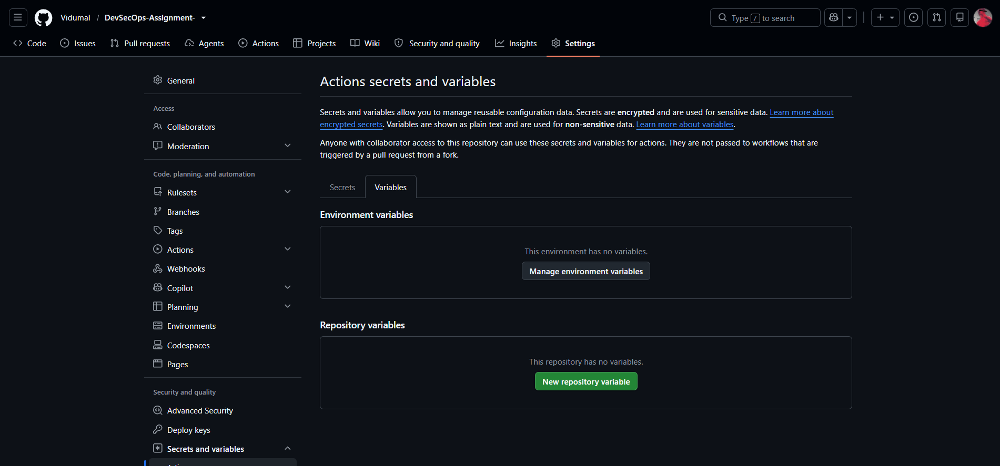 Vidumal / DevSecOps-Assignment-
Type / to search
Code Issues Pull requests Agents Actions Projects Wiki Security and quality Insights Settings
General
Access
Collaborators
Moderation
Code, planning, and automation
Rulesets
Branches
Tags
Actions
Webhooks
Copilot
Planning
Environments
Codespaces
Pages
Security and quality
Advanced Security
Deploy keys
Secrets and variables
Actions secrets and variables
Secrets and variables allow you to manage reusable configuration data. Secrets are encrypted and are used for sensitive data. Learn more about
encrypted secrets. Variables are shown as plain text and are used for non-sensitive data. Learn more about variables.
Anyone with collaborator access to this repository can use these secrets and variables for actions. They are not passed to workflows that are
triggered by a pull request from a fork.
Secrets Variables
Environment variables
This environment has no variables.
Manage environment variables
Repository variables
This repository has no variables.
New repository variable